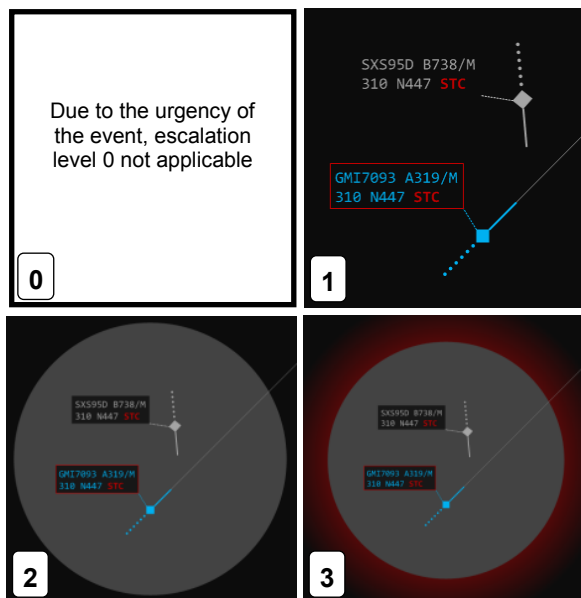 Due to the urgency of
the event, escalation
level 0 not applicable
0
SXS95D B738/M
310 N447 STC
GMI7093 A319/M
310 N447 STC
1
SXS95D B738/M
310 N447 STC
GMI7093 A319/M
310 N447 STC
2
SXS95D B738/M
310 N447 STC
GMI7093 A319/M
310 N447 STC
3